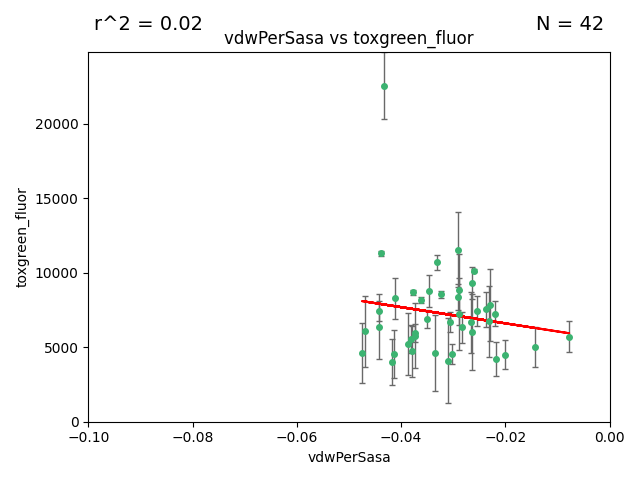 r^2 = 0.02
N = 42
vdwPerSasa vs toxgreen_fluor
toxgreen_fluor
20000
15000
10000
5000
0
−0.10
−0.08
−0.06
−0.04
−0.02
0.00
vdwPerSasa